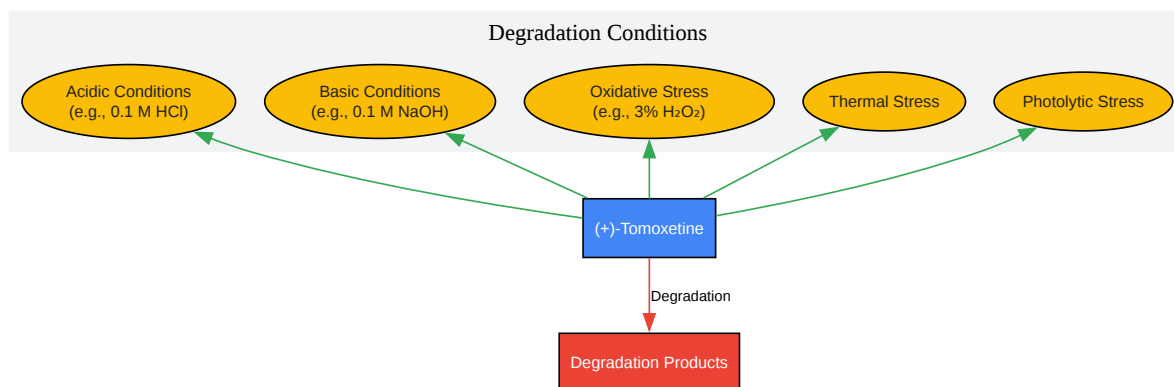 Degradation Conditions
Acidic Conditions
(e.g., 0.1 M HCl)
Basic Conditions
(e.g., 0.1 M NaOH)
Oxidative Stress
(e.g., 3% H₂O₂)
Thermal Stress
Photolytic Stress
(+)-Tomoxetine
Degradation
Degradation Products